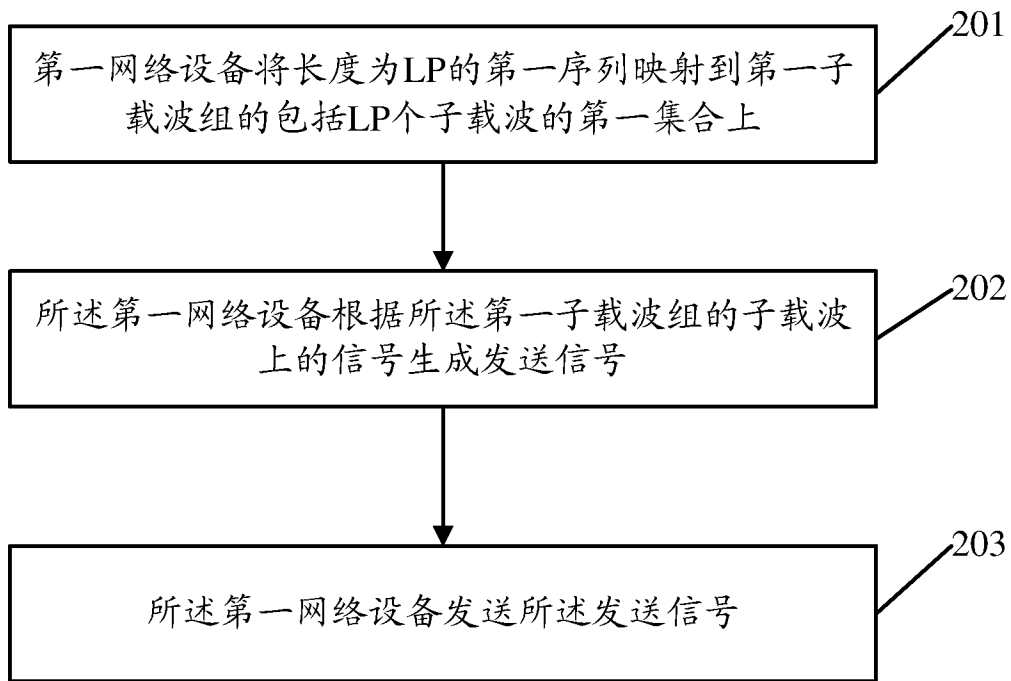 201
第一网络设备将长度为LP的第一序列映射到第一子
载波组的包括LP个子载波的第一集合上
202
所述第一网络设备根据所述第一子载波组的子载波
上的信号生成发送信号
203
所述第一网络设备发送所述发送信号